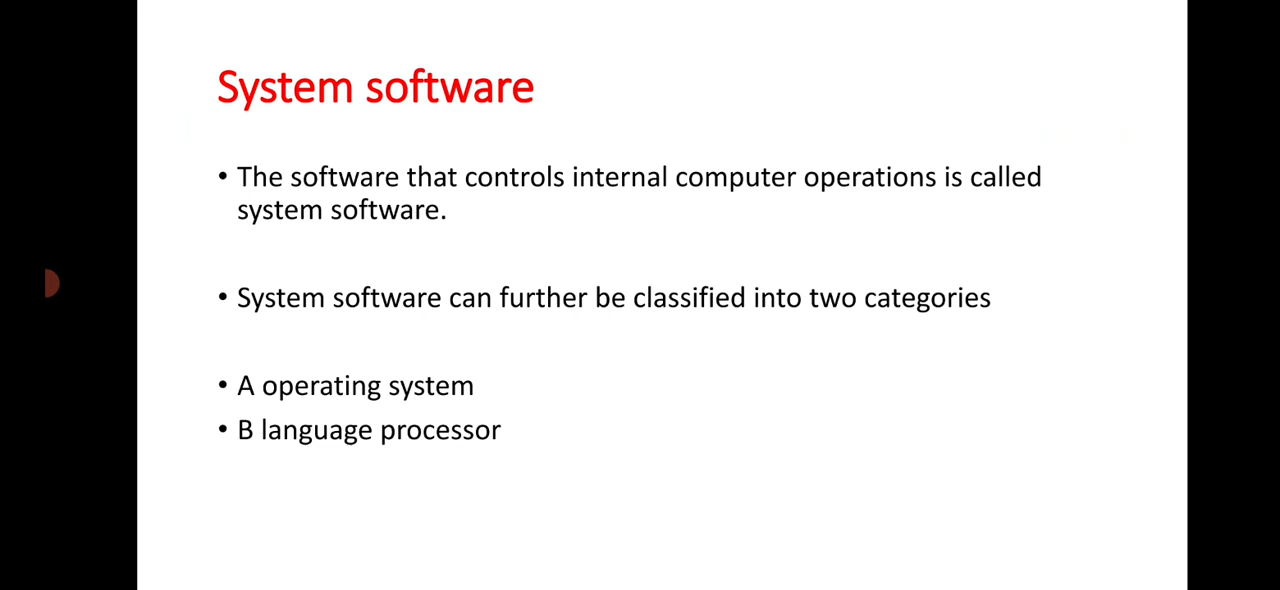 System software
• The software that controls internal computer operations is called
system software.
• System software can further be classified into two categories
• A operating system
• B language processor